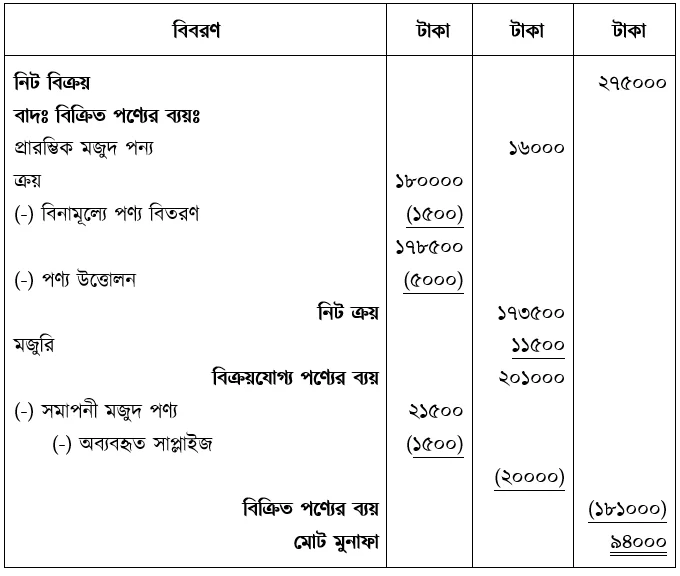 বিবরণ টাকা টাকা টাকা
নিট বিক্রয় ২৭৫০০০
বাদঃ বিক্রিত পণ্যের ব্যয়ঃ
প্রারম্ভিক মজুদ পন্য ১৬০০০
ক্রয় ১৮০০০০
(-) বিনামূল্যে পণ্য বিতরণ (১৫০০)
১৭৮৫০০
(-) পণ্য উত্তোলন (৫০০০)
নিট ক্রয় ১৭৩৫০০
মজুরি ১১৫০০
বিক্রয়যোগ্য পণ্যের ব্যয় ২০১০০০
(-) সমাপনী মজুদ পণ্য ২১৫০০
(-) অব্যবহৃত সাপ্লাইজ (১৫০০)
(২০০০০)
বিক্রিত পণ্যের ব্যয় (১৮১০০০)
মোট মুনাফা ৯৪০০০